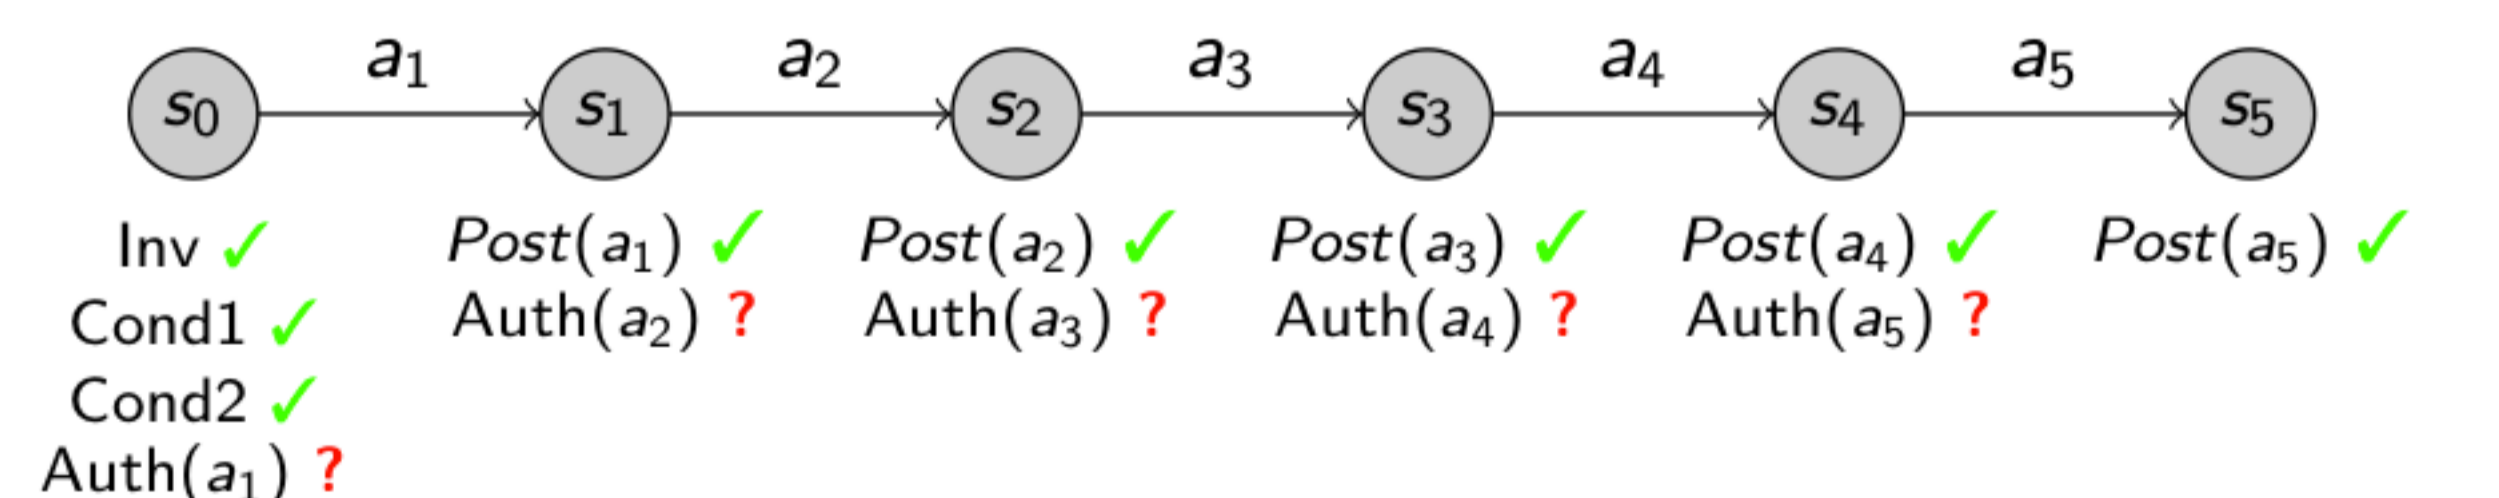 a₁ a₂ a₃ a₄ a₅
s₀ s₁ s₂ s₃ s₄ s₅
Inv ✓ Post(a₁) ✓ Post(a₂) ✓ Post(a₃) ✓ Post(a₄) ✓ Post(a₅) ✓
Cond1 ✓ Auth(a₂) ? Auth(a₃) ? Auth(a₄) ? Auth(a₅) ?
Cond2 ✓
Auth(a₁) ?